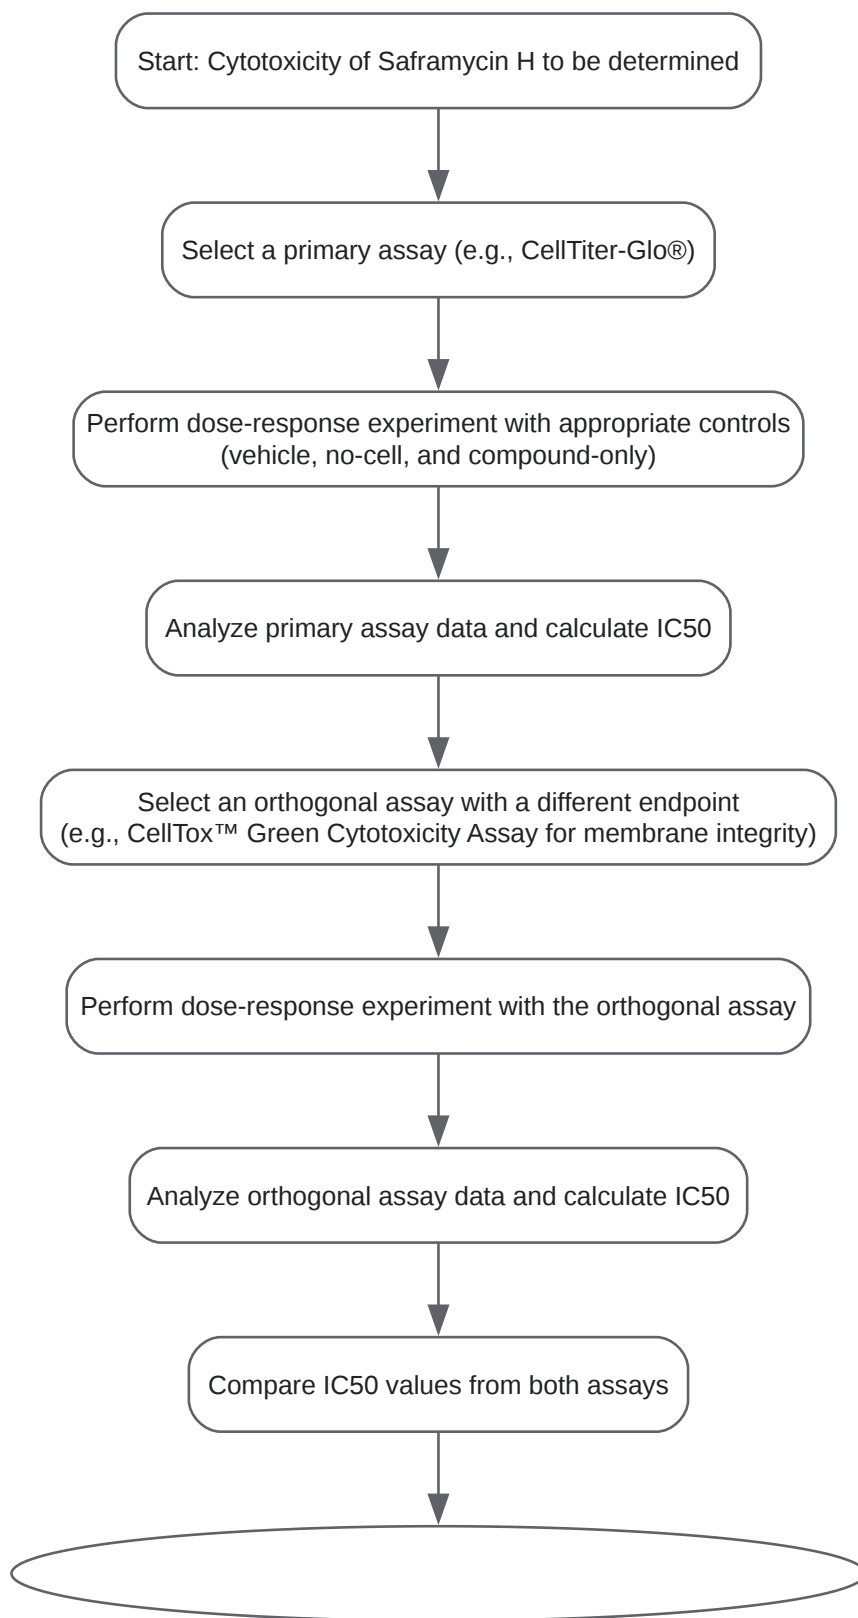 Start: Cytotoxicity of Saframycin H to be determined
Select a primary assay (e.g., CellTiter-Glo®)
Perform dose-response experiment with appropriate controls
(vehicle, no-cell, and compound-only)
Analyze primary assay data and calculate IC50
Select an orthogonal assay with a different endpoint
(e.g., CellTox™ Green Cytotoxicity Assay for membrane integrity)
Perform dose-response experiment with the orthogonal assay
Analyze orthogonal assay data and calculate IC50
Compare IC50 values from both assays